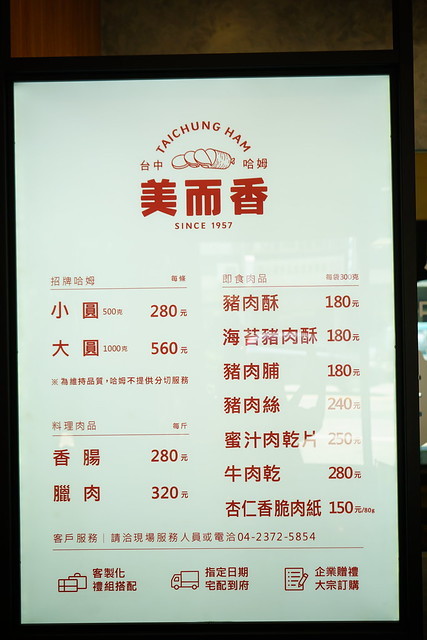 TAICHUNG HAM
台中 哈姆
美而香
SINCE 1957
招牌哈姆 每條
小圓 500克 280元
大圓 1000克 560元
※為維持品質，哈姆不提供分切服務
料理肉品 每斤
香腸 280元
臘肉 320元
即食肉品 每袋300克
豬肉酥 180元
海苔豬肉酥 180元
豬肉脯 180元
豬肉絲 240元
蜜汁肉乾片 250元
牛肉乾 280元
杏仁香脆肉紙 150元/80g
客戶服務｜請洽現場服務人員或電洽04-2372-5854
客製化
禮組搭配
指定日期
宅配到府
企業贈禮
大宗訂購